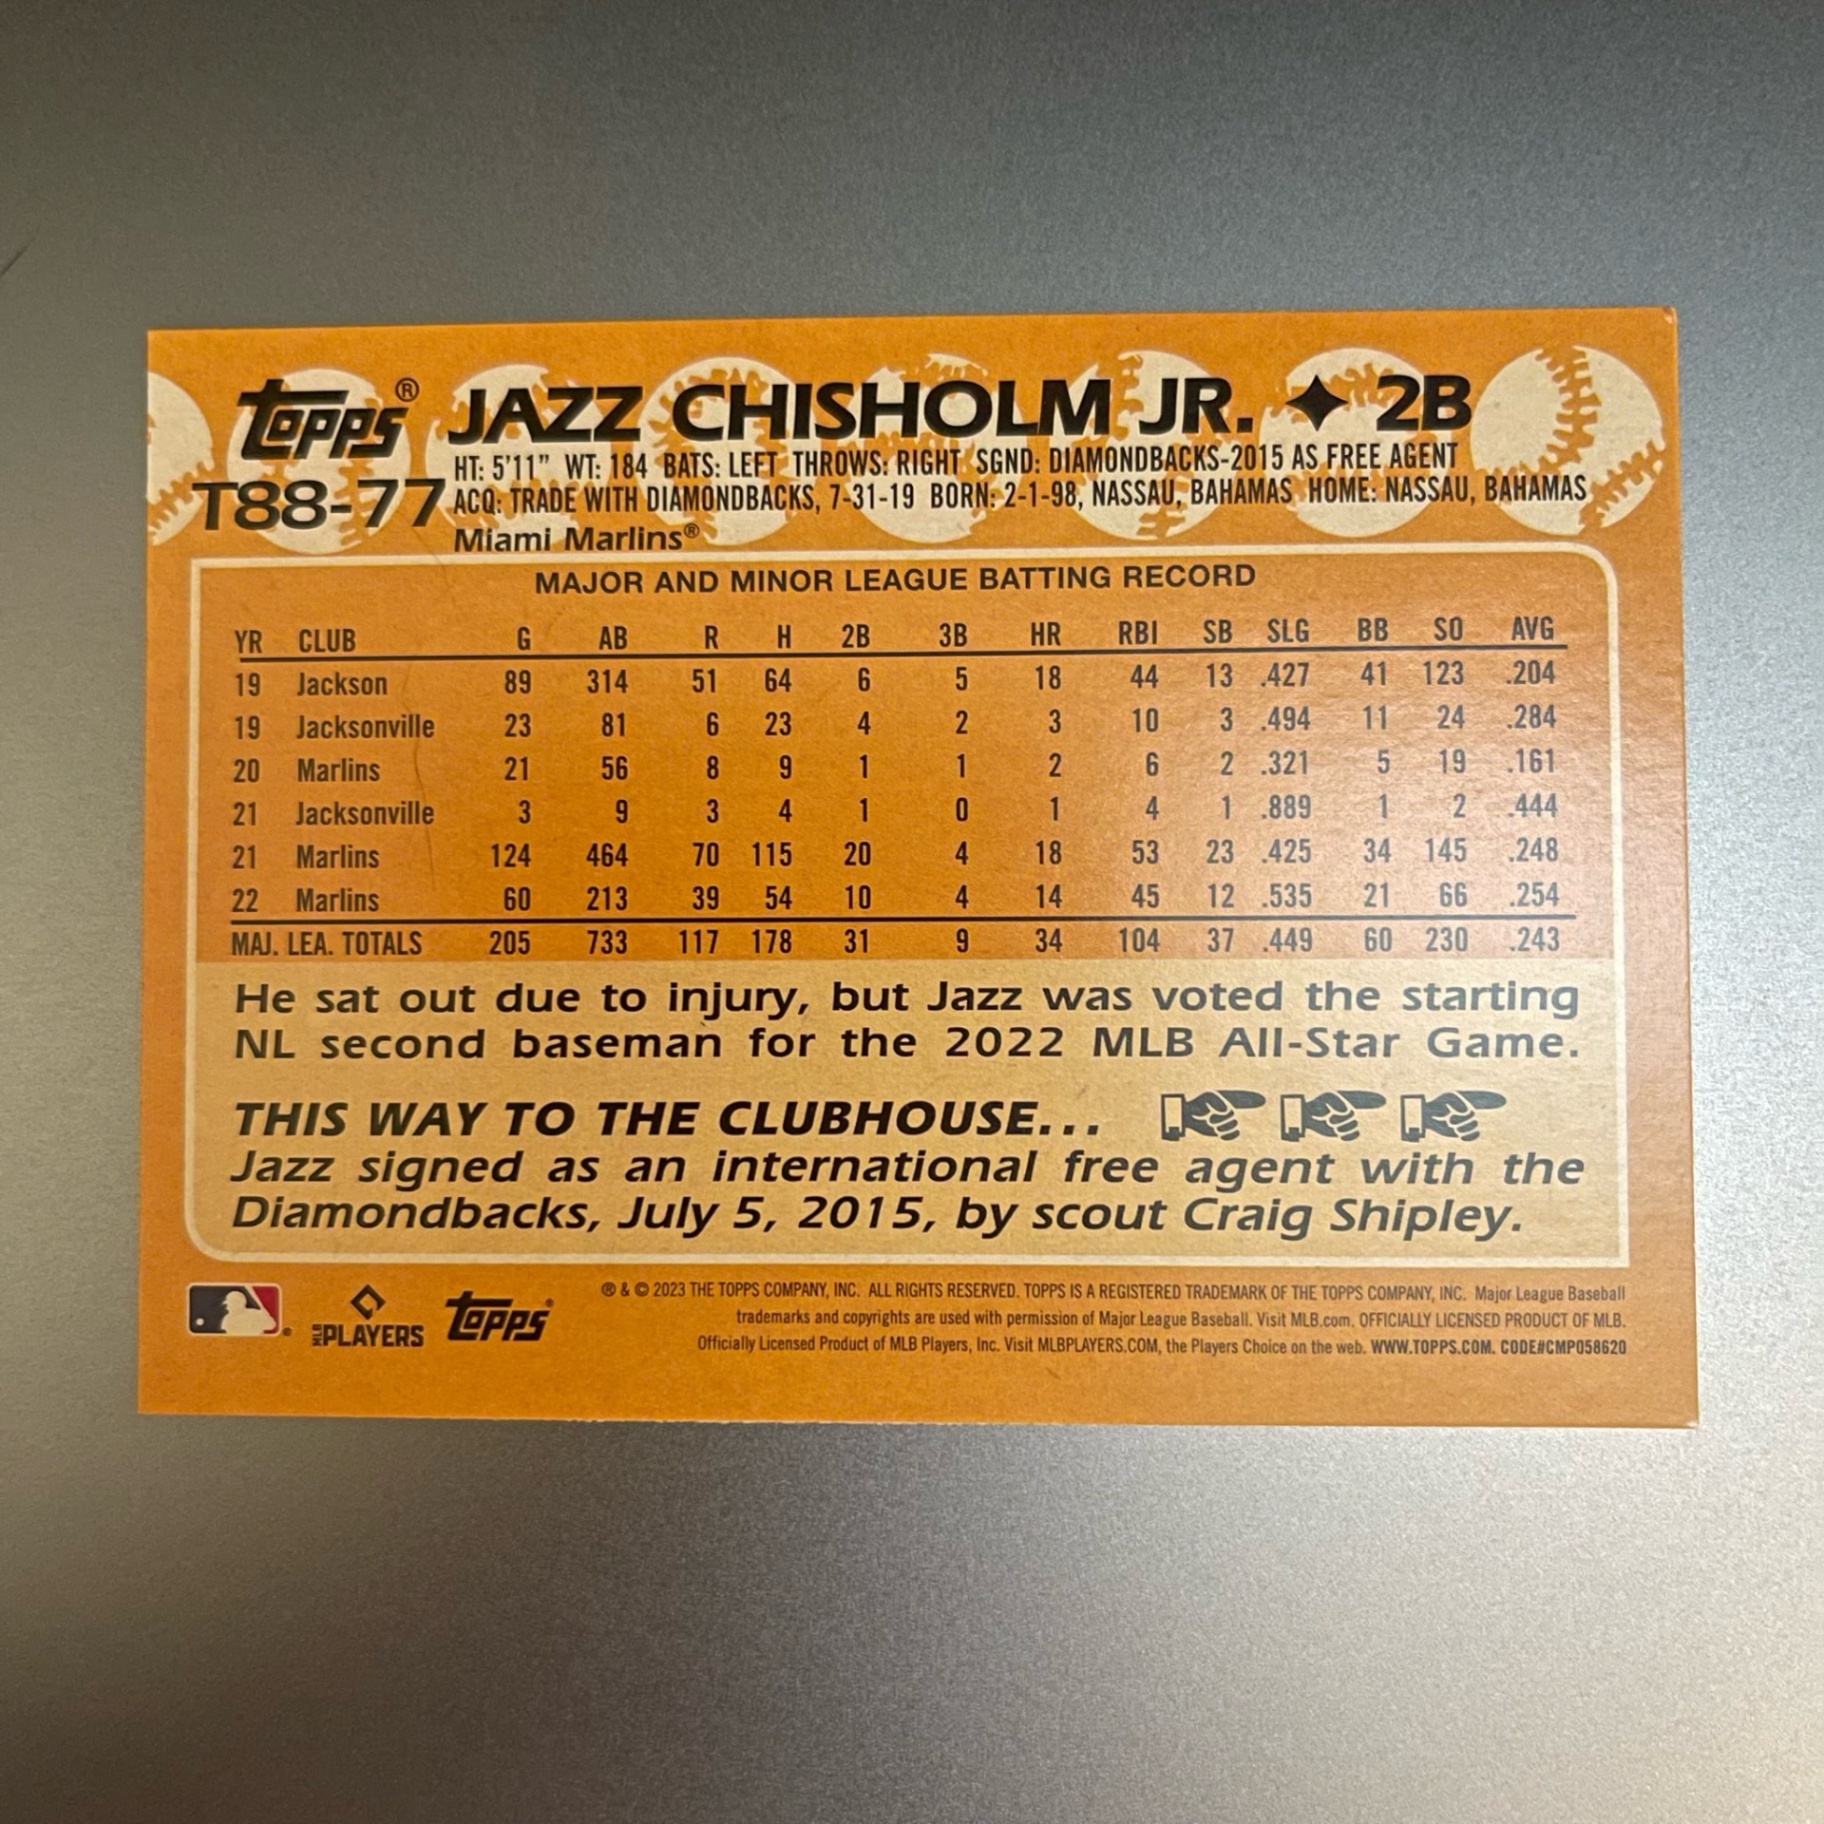 Topps® JAZZ CHISHOLM JR. ✦ 2B
T88-77
HT: 5'11" WT: 184 BATS: LEFT THROWS: RIGHT SGND: DIAMONDBACKS-2015 AS FREE AGENT
ACQ: TRADE WITH DIAMONDBACKS, 7-31-19 BORN: 2-1-98, NASSAU, BAHAMAS HOME: NASSAU, BAHAMAS
Miami Marlins®
MAJOR AND MINOR LEAGUE BATTING RECORD
YR CLUB G AB R H 2B 3B HR RBI SB SLG BB SO AVG
19 Jackson 89 314 51 64 6 5 18 44 13 .427 41 123 .204
19 Jacksonville 23 81 6 23 4 2 3 10 3 .494 11 24 .284
20 Marlins 21 56 8 9 1 1 2 6 2 .321 5 19 .161
21 Jacksonville 3 9 3 4 1 0 1 4 1 .889 1 2 .444
21 Marlins 124 464 70 115 20 4 18 53 23 .425 34 145 .248
22 Marlins 60 213 39 54 10 4 14 45 12 .535 21 66 .254
MAJ. LEA. TOTALS 205 733 117 178 31 9 34 104 37 .449 60 230 .243
He sat out due to injury, but Jazz was voted the starting
NL second baseman for the 2022 MLB All-Star Game.
THIS WAY TO THE CLUBHOUSE...
Jazz signed as an international free agent with the
Diamondbacks, July 5, 2015, by scout Craig Shipley.
MLB PLAYERS Topps®
® & © 2023 THE TOPPS COMPANY, INC. ALL RIGHTS RESERVED. TOPPS IS A REGISTERED TRADEMARK OF THE TOPPS COMPANY, INC. Major League Baseball
trademarks and copyrights are used with permission of Major League Baseball. Visit MLB.com. OFFICIALLY LICENSED PRODUCT OF MLB.
Officially Licensed Product of MLB Players, Inc. Visit MLBPLAYERS.COM, the Players Choice on the web. WWW.TOPPS.COM. CODE#CMP058620